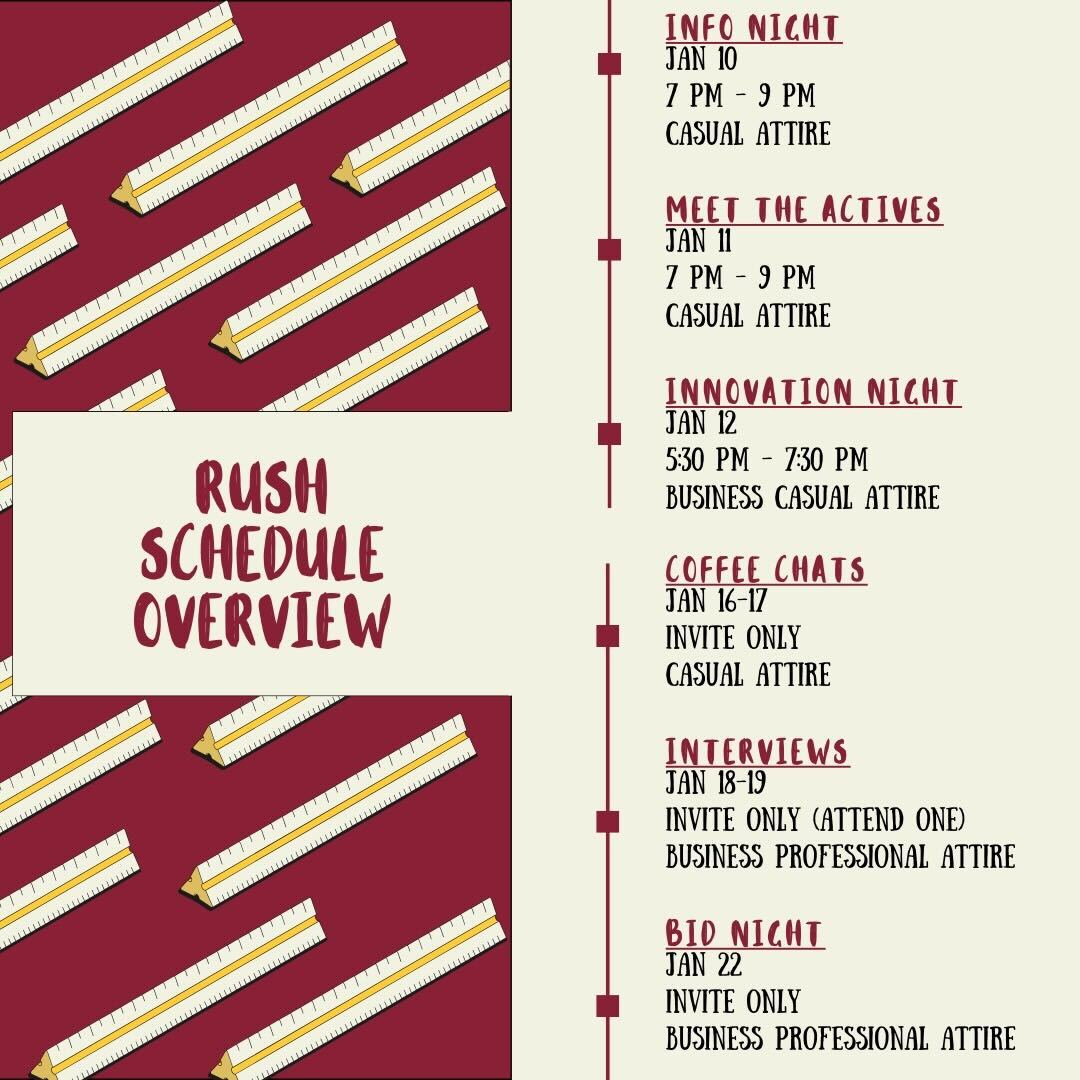 RUSH
SCHEDULE
OVERVIEW
INFO NIGHT
JAN 10
7 PM - 9 PM
CASUAL ATTIRE
MEET THE ACTIVES
JAN 11
7 PM - 9 PM
CASUAL ATTIRE
INNOVATION NIGHT
JAN 12
5:30 PM - 7:30 PM
BUSINESS CASUAL ATTIRE
COFFEE CHATS
JAN 16-17
INVITE ONLY
CASUAL ATTIRE
INTERVIEWS
JAN 18-19
INVITE ONLY (ATTEND ONE)
BUSINESS PROFESSIONAL ATTIRE
BID NIGHT
JAN 22
INVITE ONLY
BUSINESS PROFESSIONAL ATTIRE